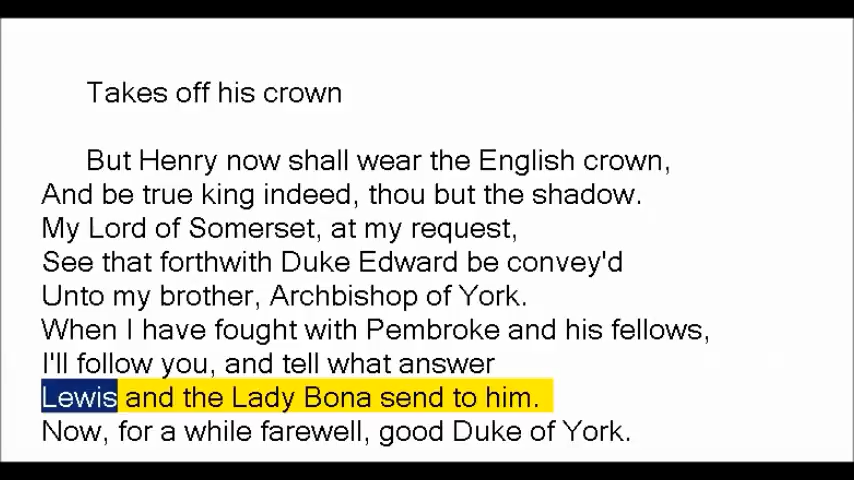 Takes off his crown
But Henry now shall wear the English crown,
And be true king indeed, thou but the shadow.
My Lord of Somerset, at my request,
See that forthwith Duke Edward be convey'd
Unto my brother, Archbishop of York.
When I have fought with Pembroke and his fellows,
I'll follow you, and tell what answer
Lewis and the Lady Bona send to him.
Now, for a while farewell, good Duke of York.